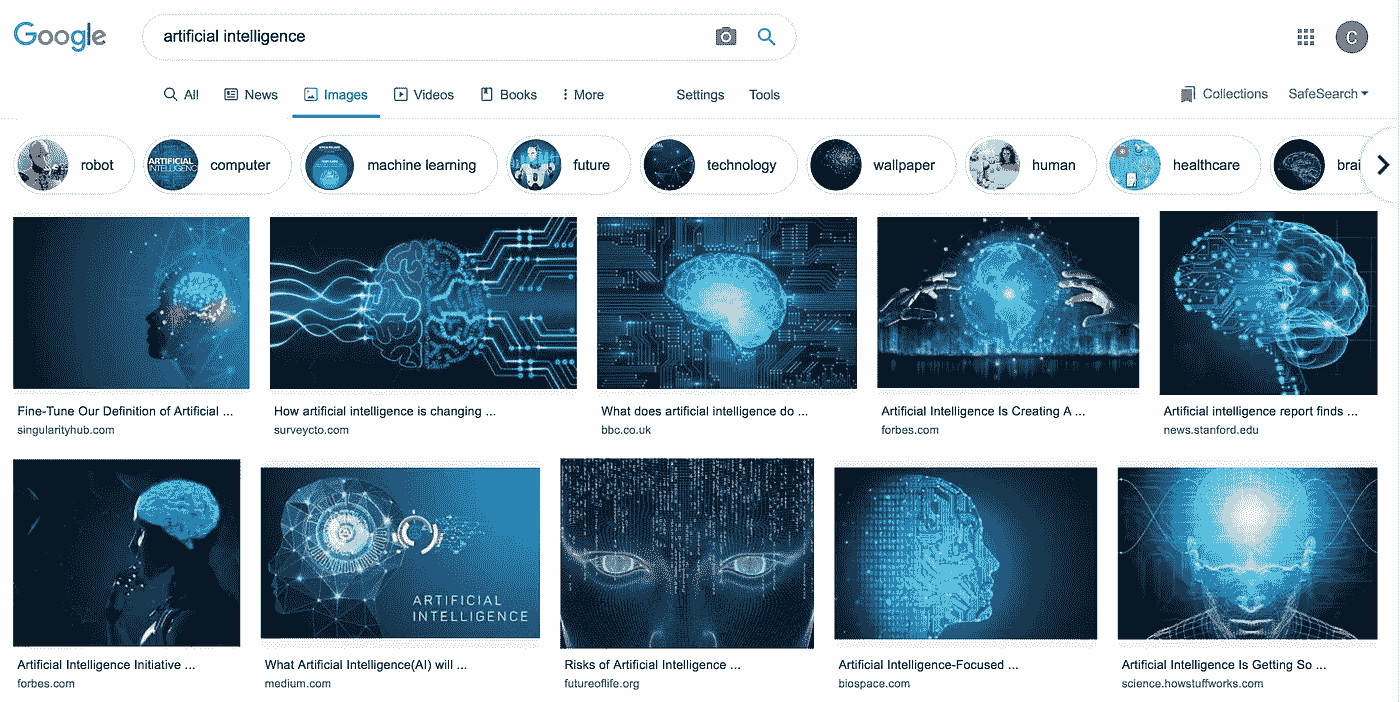 Google
artificial intelligence
C
All
News
Images
Videos
Books
More
Settings
Tools
Collections
SafeSearch
robot
ARTIFICIAL
INTELLIGENC
computer
machine learning
future
technology
wallpaper
human
healthcare
brai
Fine-Tune Our Definition of Artificial ...
singularityhub.com
How artificial intelligence is changing ...
surveycto.com
What does artificial intelligence do ...
bbc.co.uk
Artificial Intelligence Is Creating A ...
forbes.com
Artificial intelligence report finds ...
news.stanford.edu
ARTIFICIAL
INTELLIGENCE
Artificial Intelligence Initiative ...
forbes.com
What Artificial Intelligence(AI) will ...
medium.com
Risks of Artificial Intelligence ...
futureoflife.org
Artificial Intelligence-Focused ...
biospace.com
Artificial Intelligence Is Getting So ...
science.howstuffworks.com